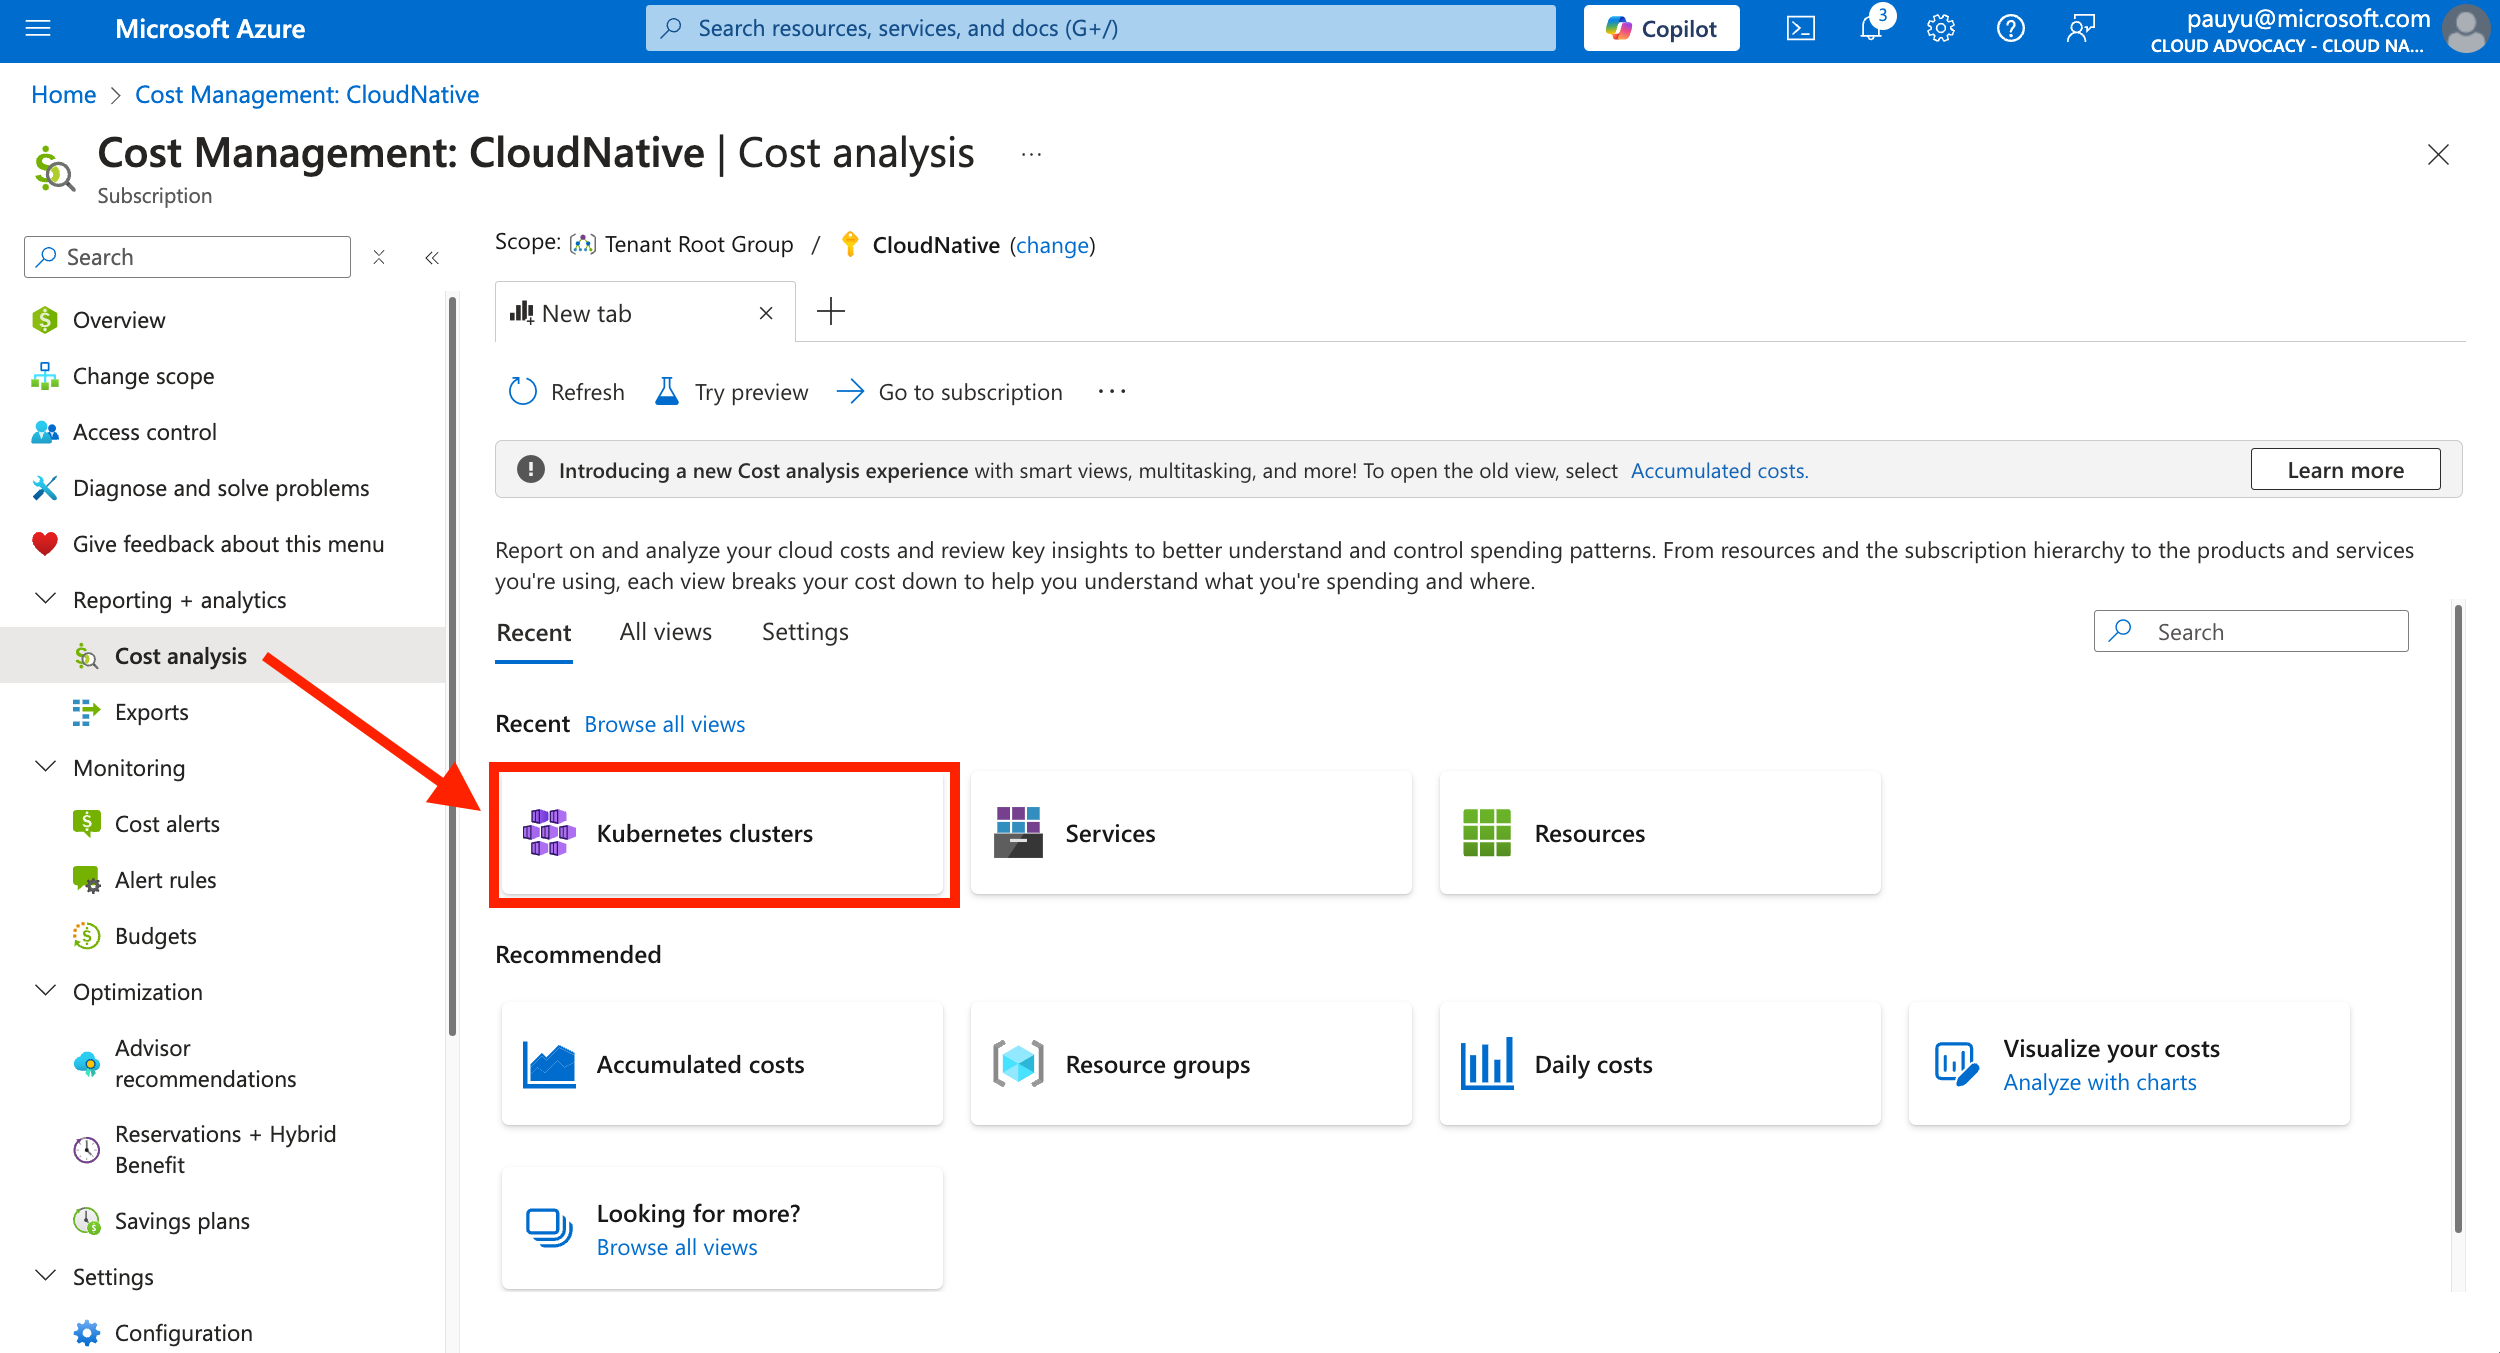 Microsoft Azure
Search resources, services, and docs (G+/)
Copilot
3
pauyu@microsoft.com
CLOUD ADVOCACY - CLOUD NA...
Home > Cost Management: CloudNative
Cost Management: CloudNative | Cost analysis ...
Subscription
Search
Overview
Change scope
Access control
Diagnose and solve problems
Give feedback about this menu
Reporting + analytics
Cost analysis
Exports
Monitoring
Cost alerts
Alert rules
Budgets
Optimization
Advisor
recommendations
Reservations + Hybrid
Benefit
Savings plans
Settings
Configuration
Scope: Tenant Root Group / CloudNative (change)
New tab
Refresh Try preview Go to subscription ...
Introducing a new Cost analysis experience with smart views, multitasking, and more! To open the old view, select Accumulated costs.
Learn more
Report on and analyze your cloud costs and review key insights to better understand and control spending patterns. From resources and the subscription hierarchy to the products and services
you're using, each view breaks your cost down to help you understand what you're spending and where.
Recent All views Settings
Search
Recent Browse all views
Kubernetes clusters
Services
Resources
Recommended
Accumulated costs
Resource groups
Daily costs
Visualize your costs
Analyze with charts
Looking for more?
Browse all views